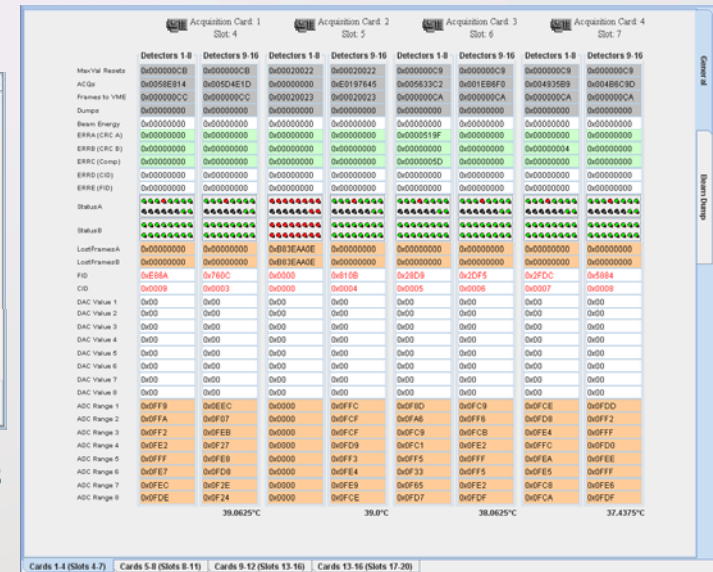 Acquisition Card: 1 Acquisition Card: 2 Acquisition Card: 3 Acquisition Card: 4
Slot: 4 Slot: 5 Slot: 6 Slot: 7
Detectors 1-8 Detectors 9-16 Detectors 1-8 Detectors 9-16 Detectors 1-8 Detectors 9-16 Detectors 1-8 Detectors 9-16
MaxVal Resets 0x000000CB 0x000000CB 0x00020022 0x00020022 0x000000C9 0x000000C9 0x000000C9 0x000000C9
ACQs 0x0058E814 0x005D4E1D 0x00000000 0xE0197645 0x005633C2 0x001EB6F0 0x004935B9 0x004B6C9D
Frames to VME 0x000000CC 0x000000CC 0x00020023 0x00020023 0x000000CA 0x000000CA 0x000000CA 0x000000CA
Dumps 0x00000000 0x00000000 0x00000000 0x00000000 0x00000000 0x00000000 0x00000000 0x00000000
Beam Energy 0x00000000 0x00000000 0x00000000 0x00000000 0x00000000 0x00000000 0x00000000 0x00000000
ERRA (CRC A) 0x00000000 0x00000000 0x00000000 0x00000000 0x0000519F 0x00000000 0x00000000 0x00000000
ERRB (CRC B) 0x00000000 0x00000000 0x00000000 0x00000000 0x00000000 0x00000000 0x00000004 0x00000000
ERRC (Comp) 0x00000000 0x00000000 0x00000000 0x00000000 0x0000005D 0x00000000 0x00000000 0x00000000
ERRD (CID) 0x00000000 0x00000000 0x00000000 0x00000000 0x00000000 0x00000000 0x00000000 0x00000000
ERRE (FID) 0x00000000 0x00000000 0x00000000 0x00000000 0x00000000 0x00000000 0x00000000 0x00000000
StatusA
StatusB
LostFramesA 0x00000000 0x00000000 0xB83EAA0E 0x00000000 0x00000000 0x00000000 0x00000000 0x00000000
LostFramesB 0x00000000 0x00000000 0xB83EAA0E 0x00000000 0x00000000 0x00000000 0x00000000 0x00000000
FID 0xE86A 0x760C 0x0000 0x810B 0x28D9 0x2DF5 0x2FDC 0x5884
CID 0x0009 0x0003 0x0000 0x0004 0x0005 0x0006 0x0007 0x0008
DAC Value 1 0x00 0x00 0x00 0x00 0x00 0x00 0x00 0x00
DAC Value 2 0x00 0x00 0x00 0x00 0x00 0x00 0x00 0x00
DAC Value 3 0x00 0x00 0x00 0x00 0x00 0x00 0x00 0x00
DAC Value 4 0x00 0x00 0x00 0x00 0x00 0x00 0x00 0x00
DAC Value 5 0x00 0x00 0x00 0x00 0x00 0x00 0x00 0x00
DAC Value 6 0x00 0x00 0x00 0x00 0x00 0x00 0x00 0x00
DAC Value 7 0x00 0x00 0x00 0x00 0x00 0x00 0x00 0x00
DAC Value 8 0x00 0x00 0x00 0x00 0x00 0x00 0x00 0x00
ADC Range 1 0x0FF9 0x0EEC 0x0000 0x0FFC 0x0F8D 0x0FC9 0x0FCE 0x0FDD
ADC Range 2 0x0FFA 0x0F07 0x0000 0x0FCF 0x0FA6 0x0FF6 0x0FD8 0x0FF2
ADC Range 3 0x0FF2 0x0FEB 0x0000 0x0FCF 0x0FC9 0x0FCB 0x0FE4 0x0FFF
ADC Range 4 0x0FE2 0x0F27 0x0000 0x0FD9 0x0FC1 0x0FE2 0x0FFC 0x0FD0
ADC Range 5 0x0FFF 0x0FE8 0x0000 0x0FF3 0x0FF5 0x0FFF 0x0FEA 0x0FEE
ADC Range 6 0x0FE7 0x0FD8 0x0000 0x0FE4 0x0F33 0x0FF5 0x0FE5 0x0FFF
ADC Range 7 0x0FEC 0x0F2E 0x0000 0x0FE9 0x0F65 0x0FE2 0x0FC8 0x0FE6
ADC Range 8 0x0FDE 0x0F24 0x0000 0x0FCE 0x0FD7 0x0FDF 0x0FCA 0x0FDF
39.0625°C 39.0°C 38.0625°C 37.4375°C
General
Beam Dump
Cards 1-4 (Slots 4-7) Cards 5-8 (Slots 8-11) Cards 9-12 (Slots 13-16) Cards 13-16 (Slots 17-20)